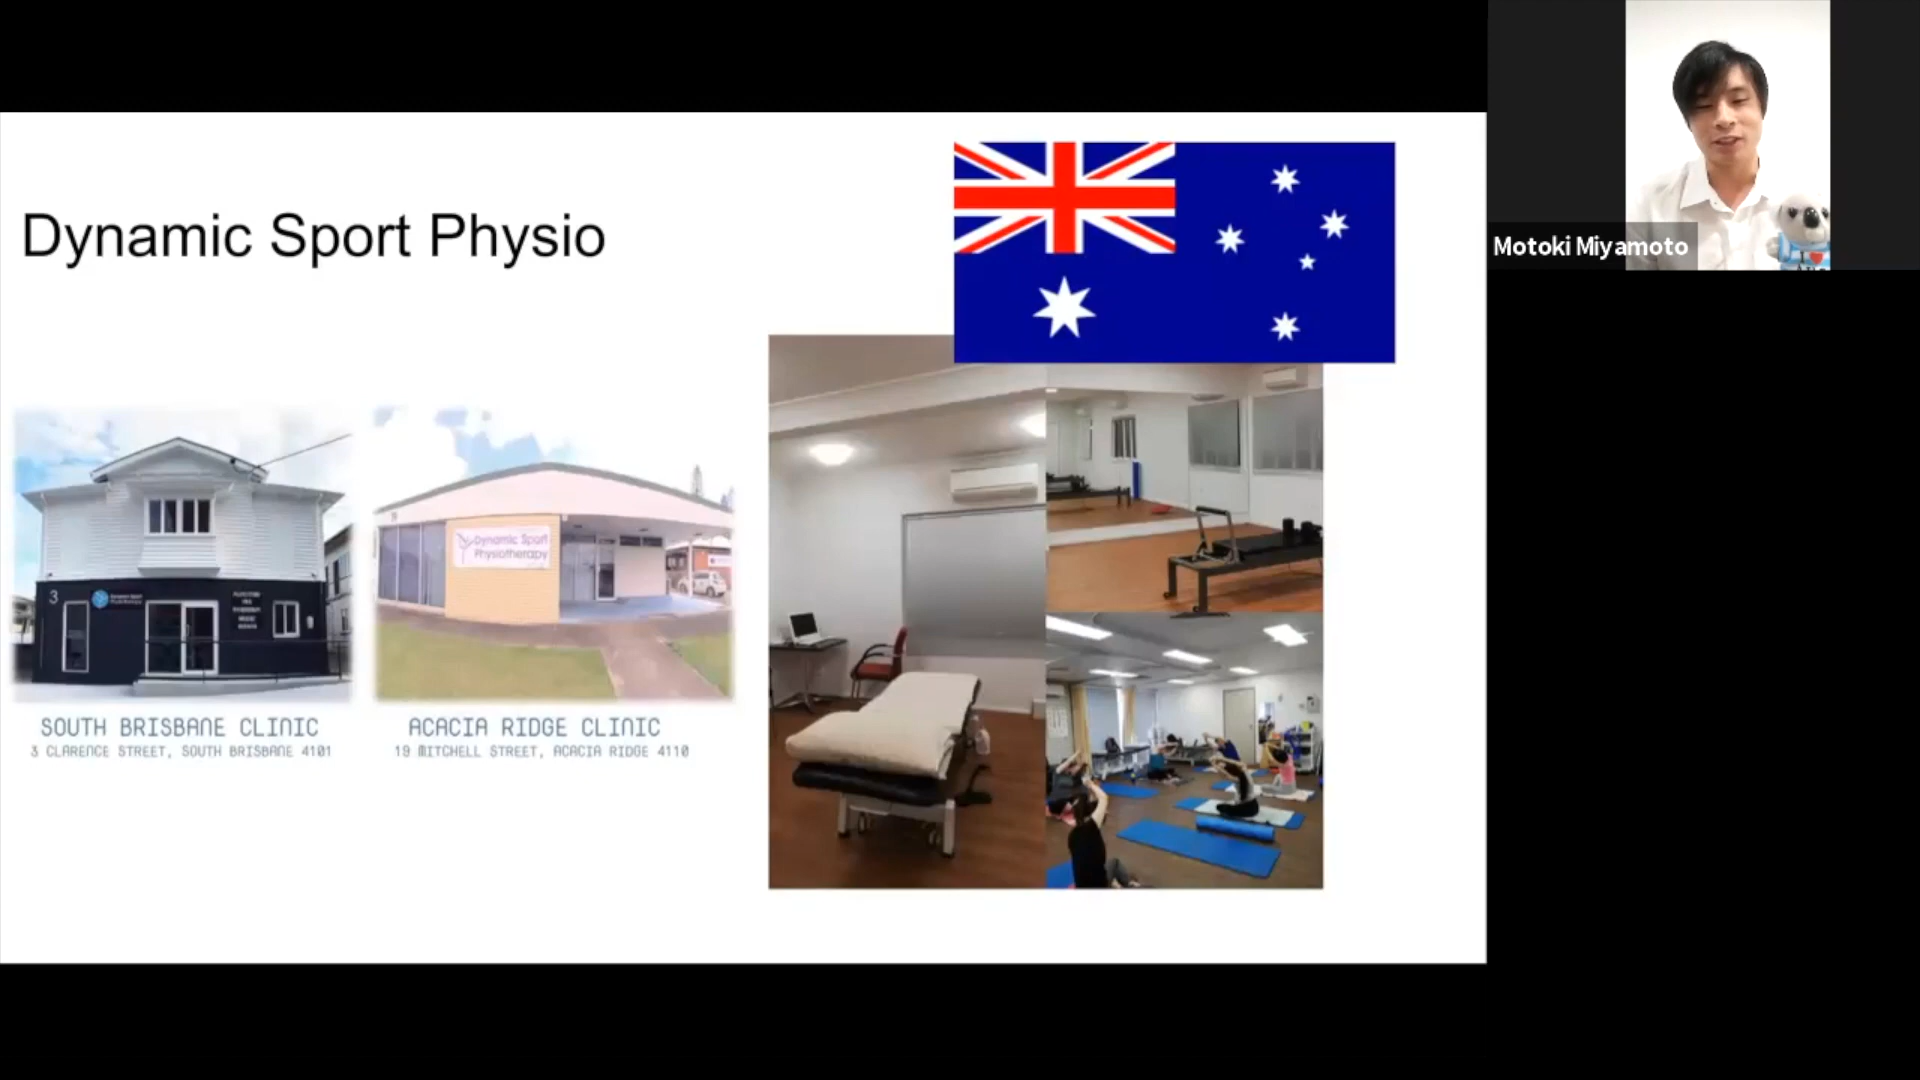 Dynamic Sport Physio
Dynamic Sport
Physiotherapy
3
SOUTH BRISBANE CLINIC
3 CLARENCE STREET, SOUTH BRISBANE 4101
ACACIA RIDGE CLINIC
19 MITCHELL STREET, ACACIA RIDGE 4110
Motoki Miyamoto
I